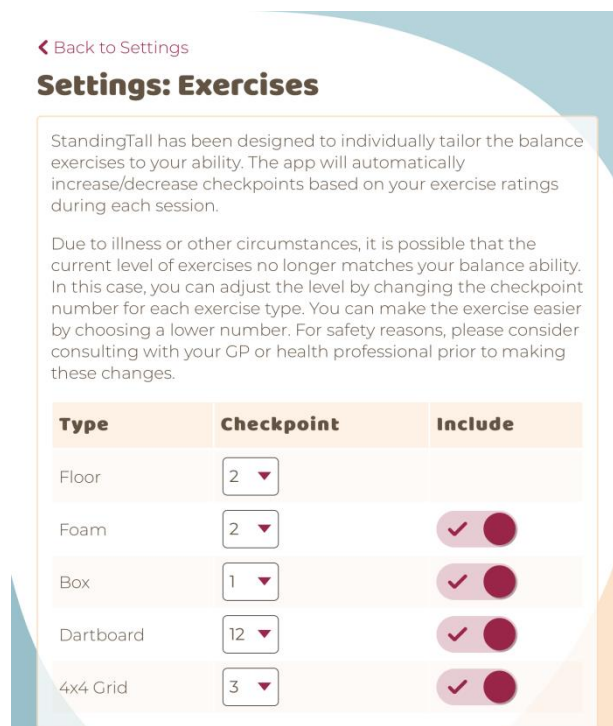 Back to Settings
Settings: Exercises
StandingTall has been designed to individually tailor the balance
exercises to your ability. The app will automatically
increase/decrease checkpoints based on your exercise ratings
during each session.
Due to illness or other circumstances, it is possible that the
current level of exercises no longer matches your balance ability.
In this case, you can adjust the level by changing the checkpoint
number for each exercise type. You can make the exercise easier
by choosing a lower number. For safety reasons, please consider
consulting with your GP or health professional prior to making
these changes.
Type Checkpoint Include
Floor 2
Foam 2
Box 1
Dartboard 12
4x4 Grid 3